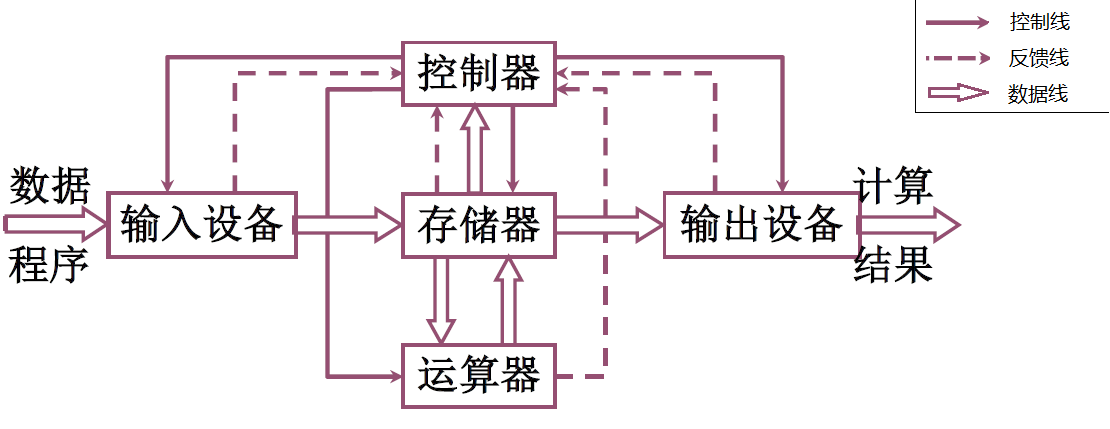 控制线
反馈线
数据线
控制器
数据
程序
输入设备
存储器
输出设备
计算
结果
运算器